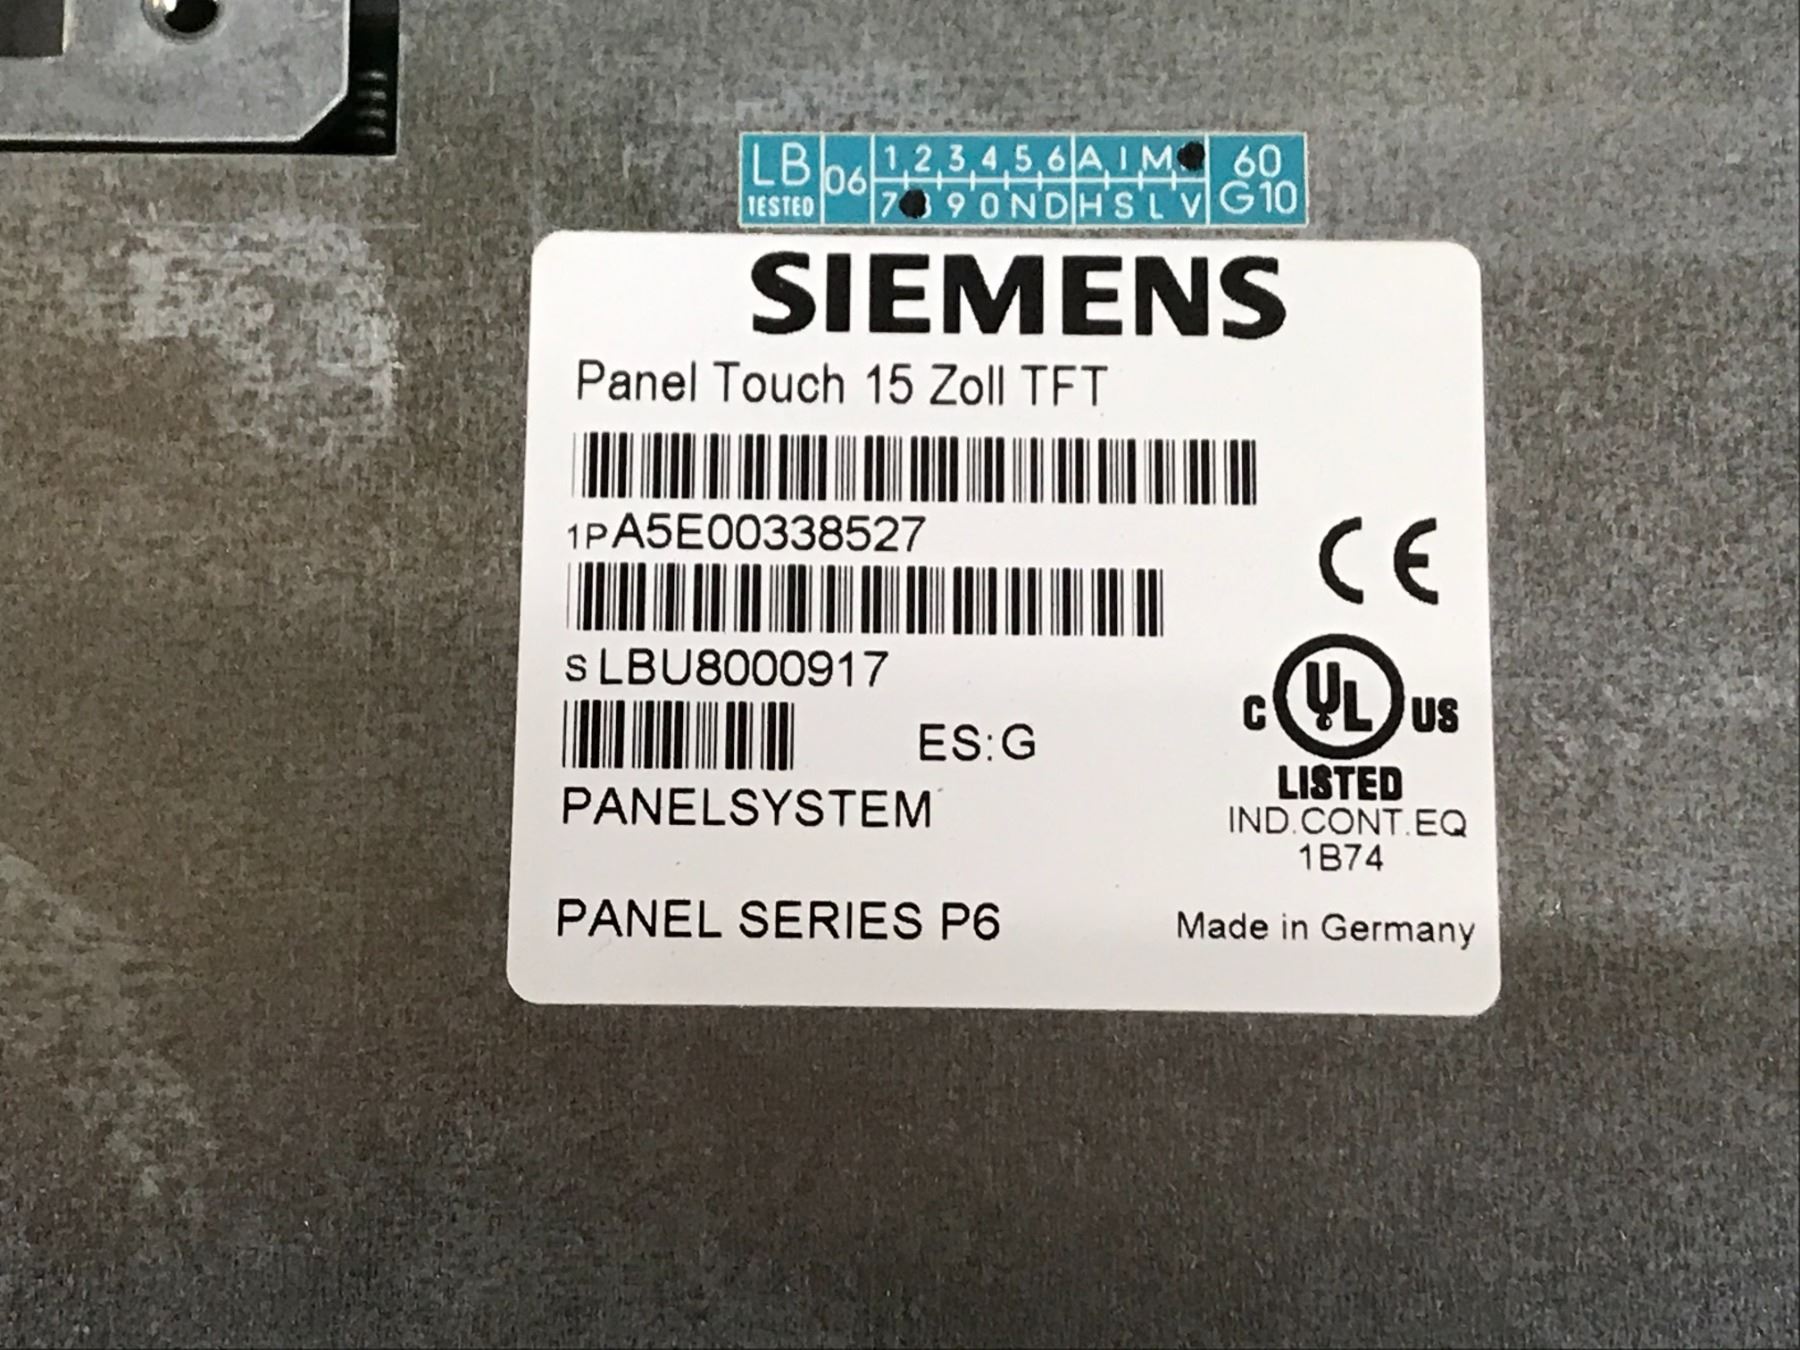 LB 06 1 2 3 4 5 6 A I M 60
TESTED 7 9 0 N D H S L V G10
SIEMENS
Panel Touch 15 Zoll TFT
1P A5E00338527
S LBU8000917
ES:G
PANELSYSTEM
PANEL SERIES P6
CE
C UL US
LISTED
IND.CONT.EQ
1B74
Made in Germany